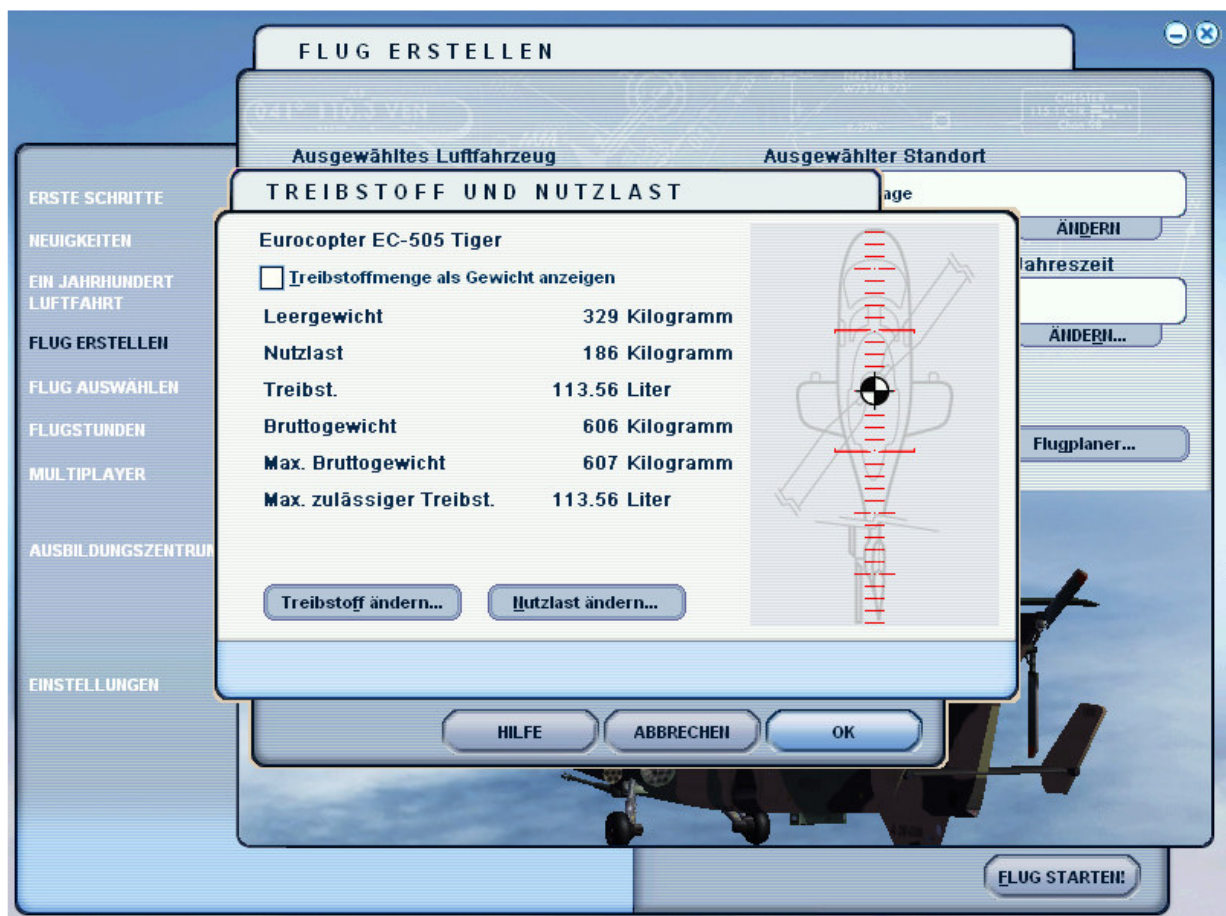 FLUG ERSTELLEN
Ausgewähltes Luftfahrzeug
Ausgewählter Standort
TREIBSTOFF UND NUTZLAST
age
ÄNDERN
ahreszeit
ÄNDERN...
Flugplaner...
ERSTE SCHRITTE
NEUIGKEITEN
EIN JAHRHUNDERT
LUFTFAHRT
FLUG ERSTELLEN
FLUG AUSWÄHLEN
FLUGSTUNDEN
MULTIPLAYER
AUSBILDUNGSZENTRUM
EINSTELLUNGEN
Eurocopter EC-505 Tiger
Treibstoffmenge als Gewicht anzeigen
Leergewicht 329 Kilogramm
Nutzlast 186 Kilogramm
Treibst. 113.56 Liter
Bruttogewicht 606 Kilogramm
Max. Bruttogewicht 607 Kilogramm
Max. zulässiger Treibst. 113.56 Liter
Treibstoff ändern...
Nutzlast ändern...
HILFE
ABBRECHEN
OK
FLUG STARTEN!